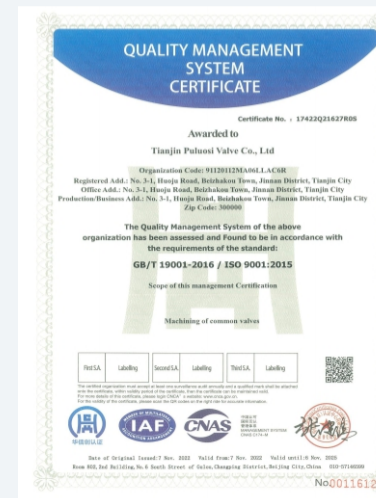 QUALITY MANAGEMENT
SYSTEM
CERTIFICATE
Certificate No. : 17422Q21627R0S
Awarded to
Tianjin Puluosi Valve Co., Ltd
Organization Code: 91120112MA06LLAC6R
Registered Add.: No. 3-1, Huoju Road, Beizhakou Town, Jinnan District, Tianjin City
Office Add.: No. 3-1, Huoju Road, Beizhakou Town, Jinnan District, Tianjin City
Production/Business Add.: No. 3-1, Huoju Road, Beizhakou Town, Jinnan District, Tianjin City
Zip Code: 300000
The Quality Management System of the above
organization has been assessed and Found to be in accordance with
the requirements of the standard:
GB/T 19001-2016 / ISO 9001:2015
Scope of this management Certification
Machining of common valves
First S.A. Labelling Second S.A. Labelling Third S.A. Labelling
IAF
CNAS
MANAGEMENT SYSTEM
Date of Original Issued:7 Nov. 2022 Valid from:7 Nov. 2022 Valid until:6 Nov. 2025
No.0011612